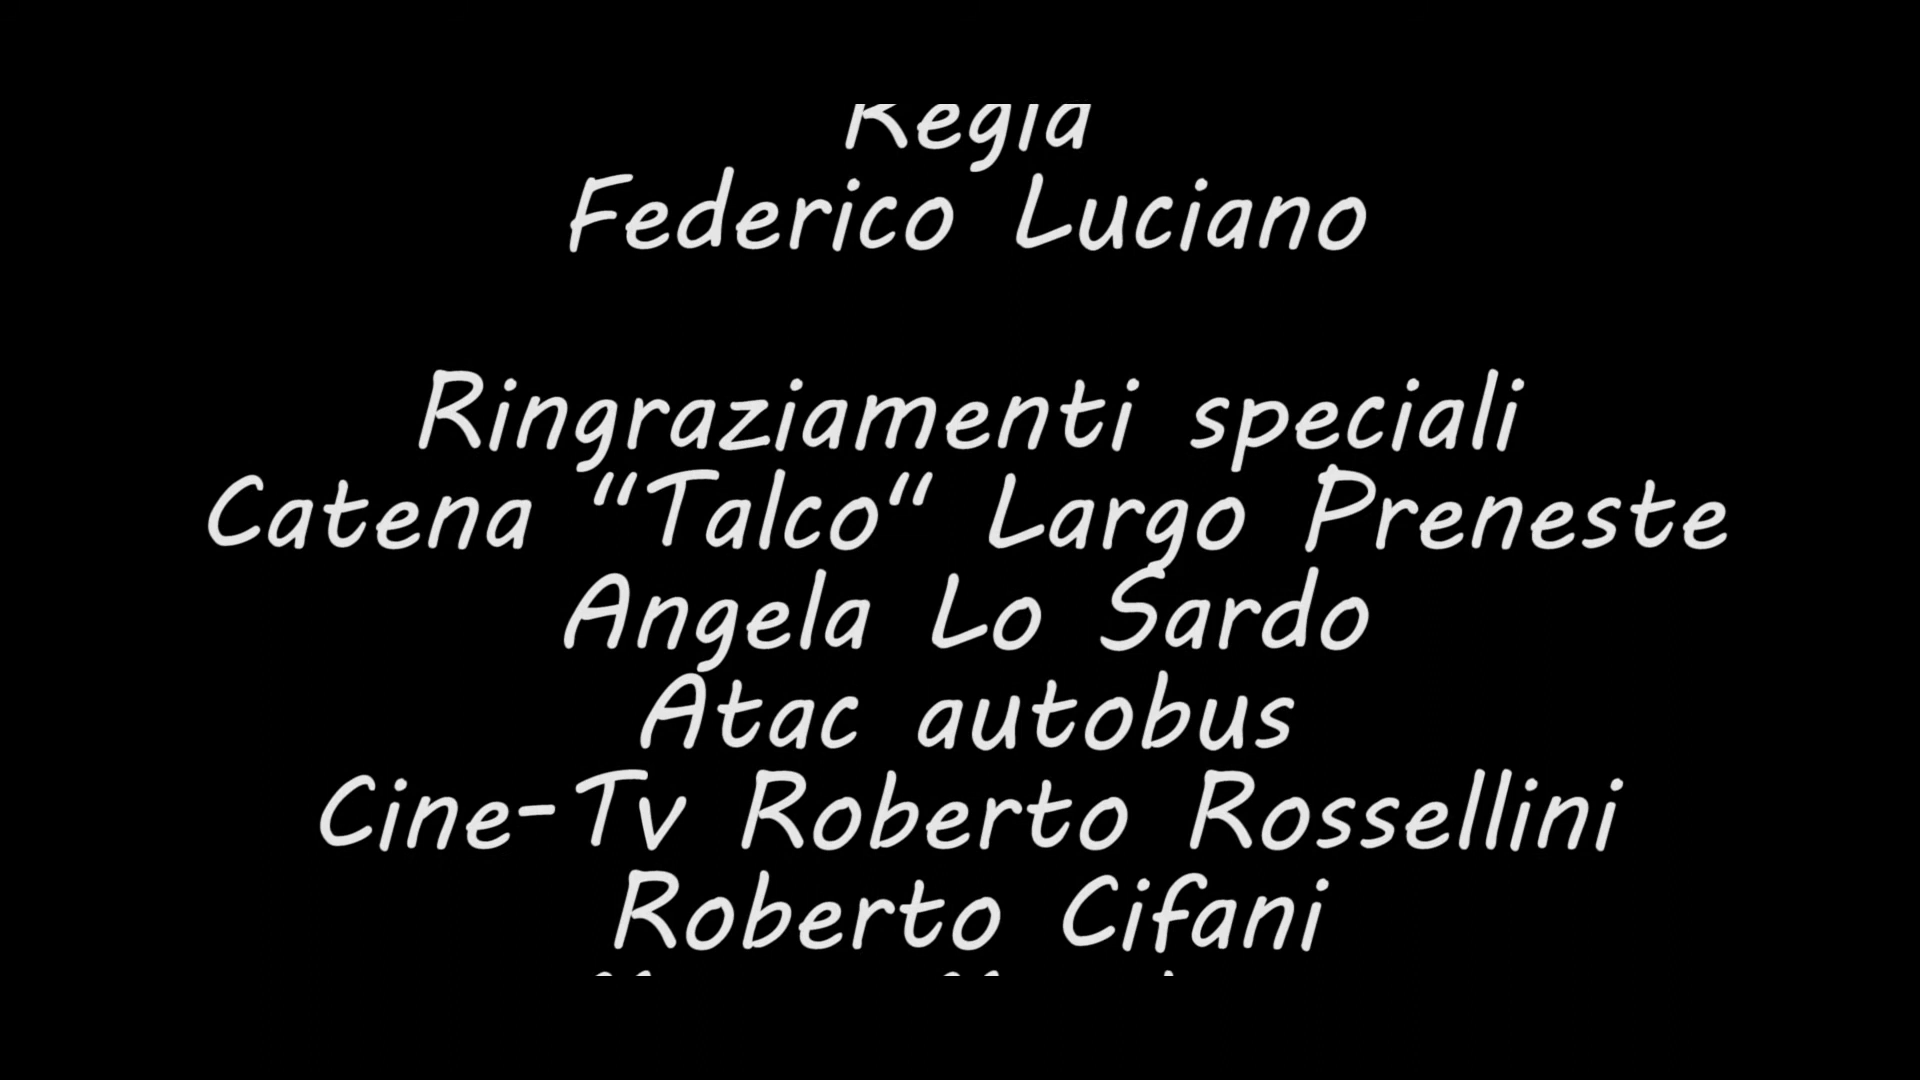 Regia
Federico Luciano
Ringraziamenti speciali
Catena "Talco" Largo Preneste
Angela Lo Sardo
Atac autobus
Cine-Tv Roberto Rossellini
Roberto Cifani